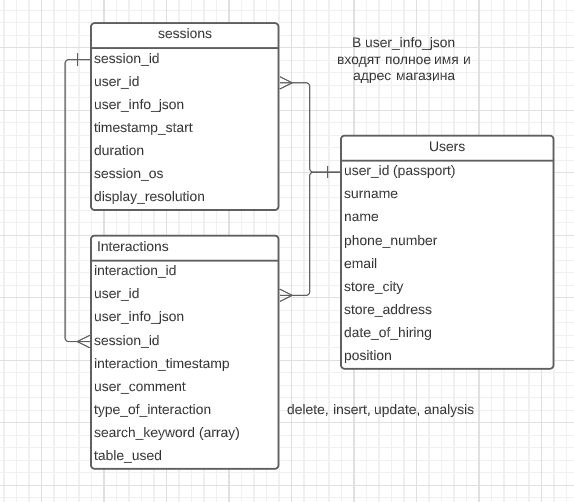 sessions
session_id
user_id
user_info_json
timestamp_start
duration
session_os
display_resolution
В user_info_json
входят полное имя и
адрес магазина
Users
user_id (passport)
surname
name
phone_number
email
store_city
store_address
date_of_hiring
position
Interactions
interaction_id
user_id
user_info_json
session_id
interaction_timestamp
user_comment
type_of_interaction
search_keyword (array)
table_used
delete, insert, update, analysis